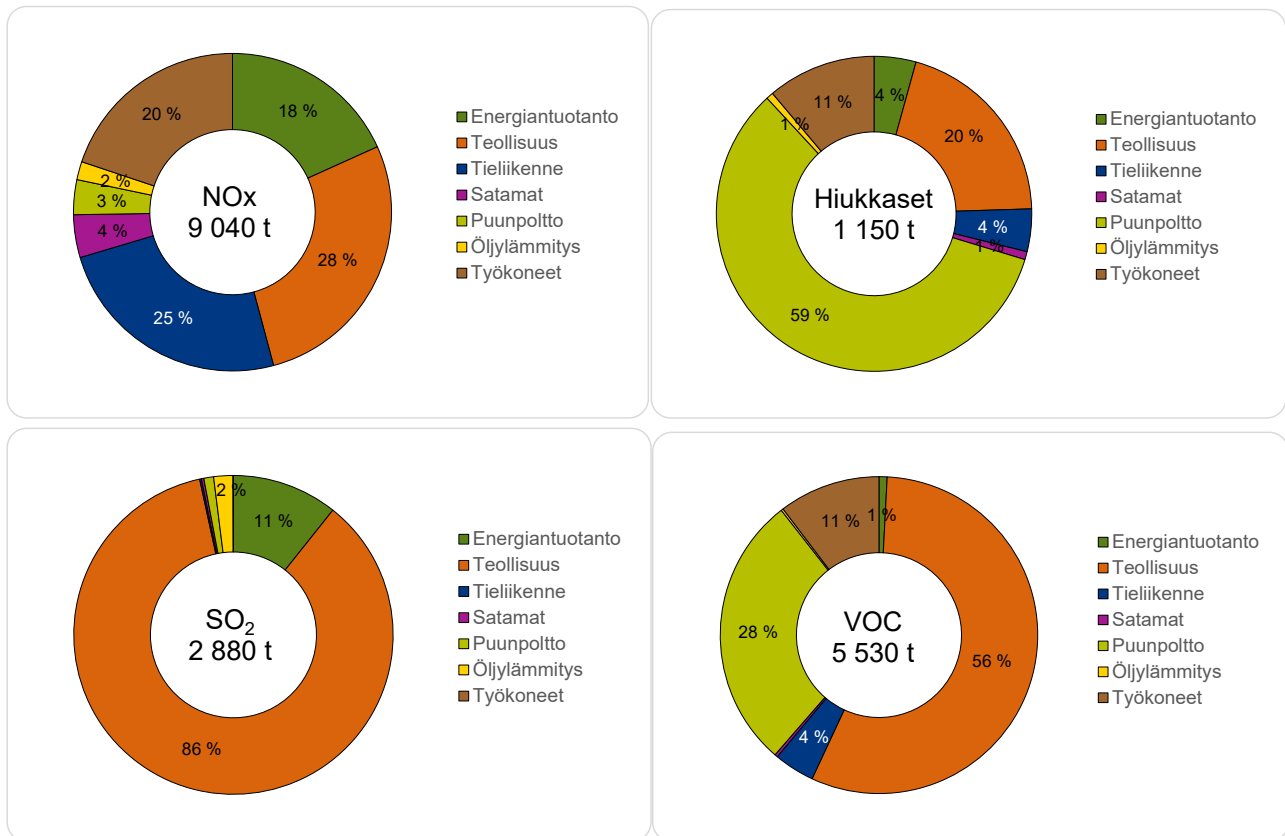 20 %
18 %
2 %
3 %
4 %
28 %
25 %
NOx
9 040 t
Energiantuotanto
Teollisuus
Tieliikenne
Satamat
Puunpoltto
Öljylämmitys
Työkoneet
11 %
4 %
1 %
20 %
4 %
1 %
59 %
Hiukkaset
1 150 t
Energiantuotanto
Teollisuus
Tieliikenne
Satamat
Puunpoltto
Öljylämmitys
Työkoneet
2 %
11 %
86 %
SO₂
2 880 t
Energiantuotanto
Teollisuus
Tieliikenne
Satamat
Puunpoltto
Öljylämmitys
Työkoneet
11 %
1 %
28 %
56 %
4 %
VOC
5 530 t
Energiantuotanto
Teollisuus
Tieliikenne
Satamat
Puunpoltto
Öljylämmitys
Työkoneet